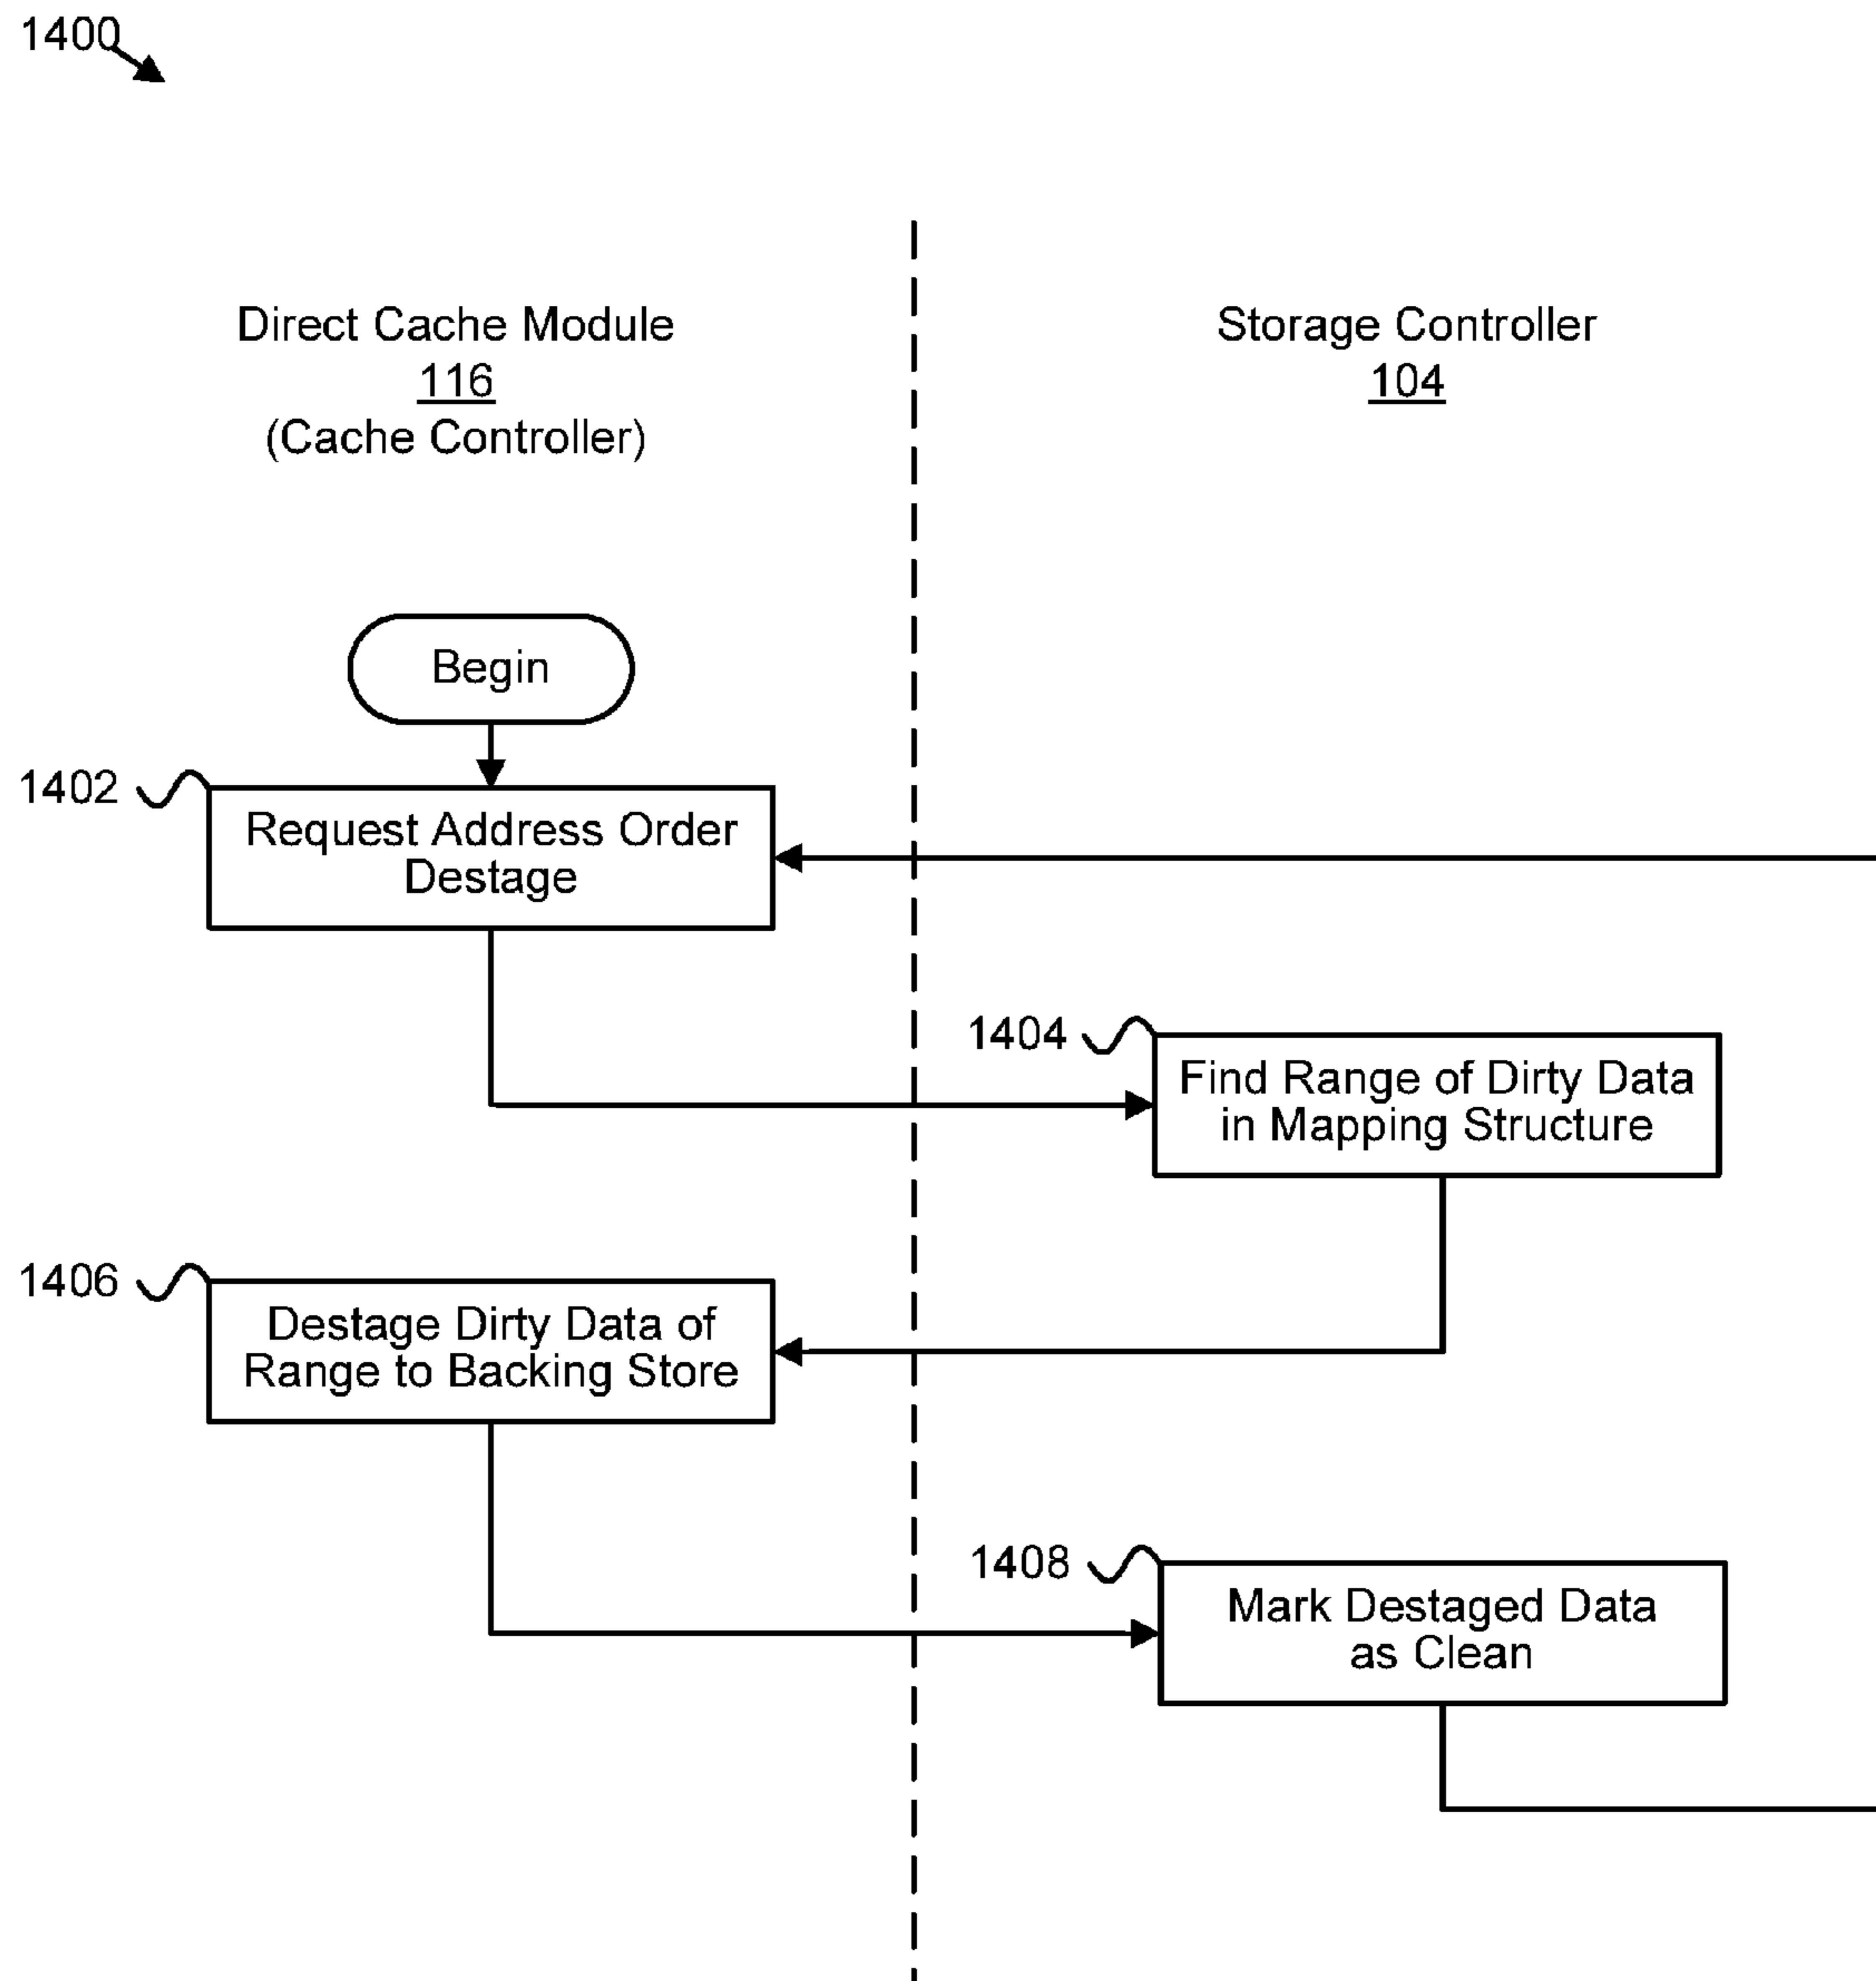 1400
Direct Cache Module
116
(Cache Controller)
Storage Controller
104
Begin
1402
Request Address Order
Destage
1404
Find Range of Dirty Data
in Mapping Structure
1406
Destage Dirty Data of
Range to Backing Store
1408
Mark Destaged Data
as Clean